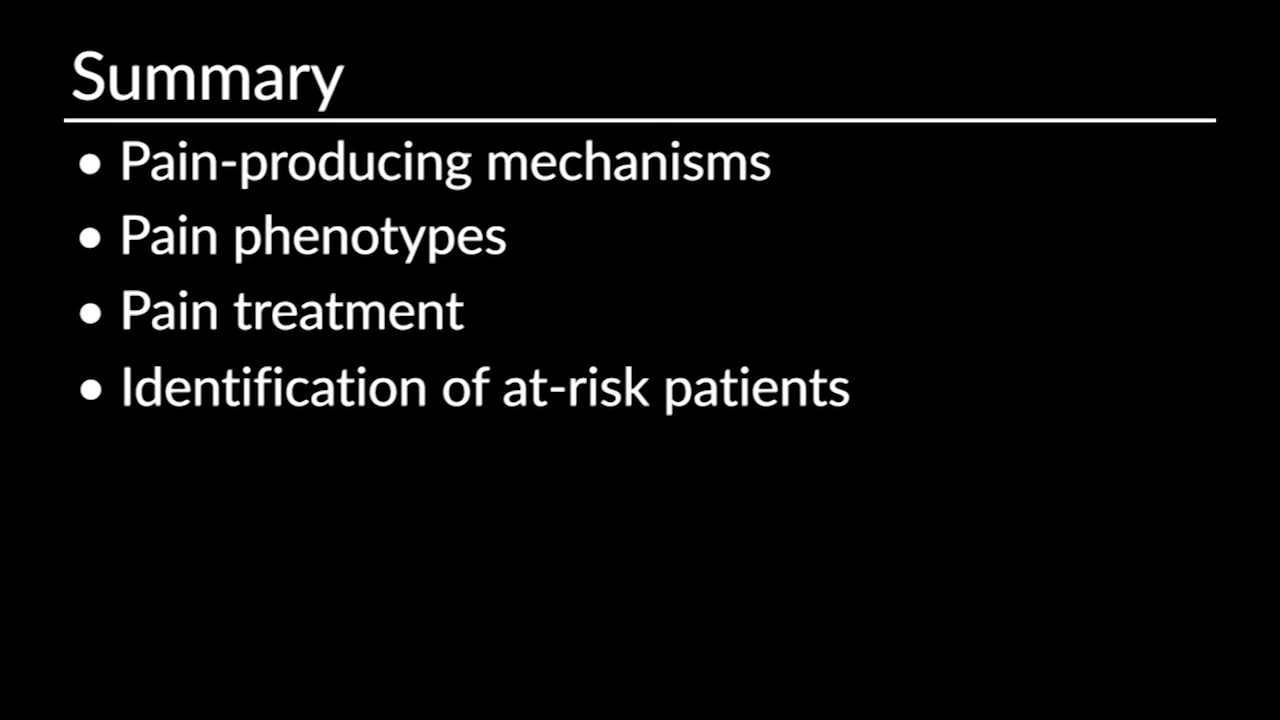 Summary
• Pain-producing mechanisms
• Pain phenotypes
• Pain treatment
• Identification of at-risk patients